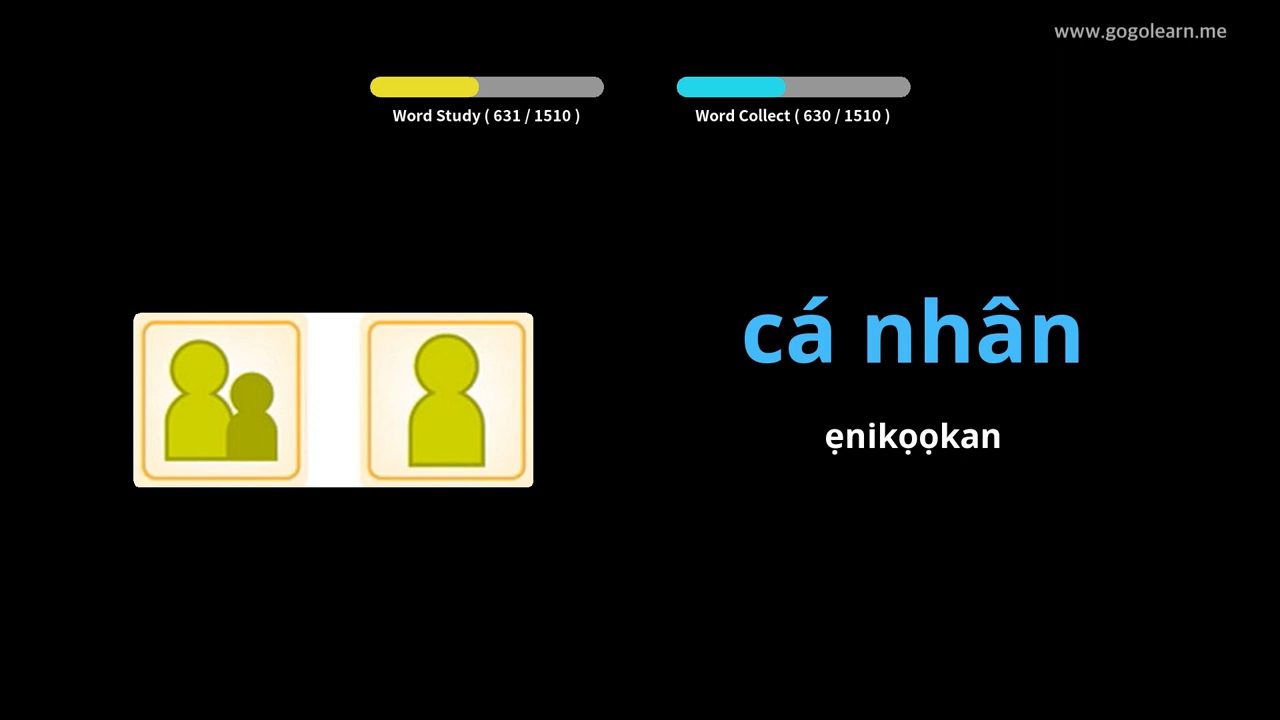 www.gogolearn.me
Word Study ( 631 / 1510 )
Word Collect ( 630 / 1510 )
cá nhân
ẹnikọọkan